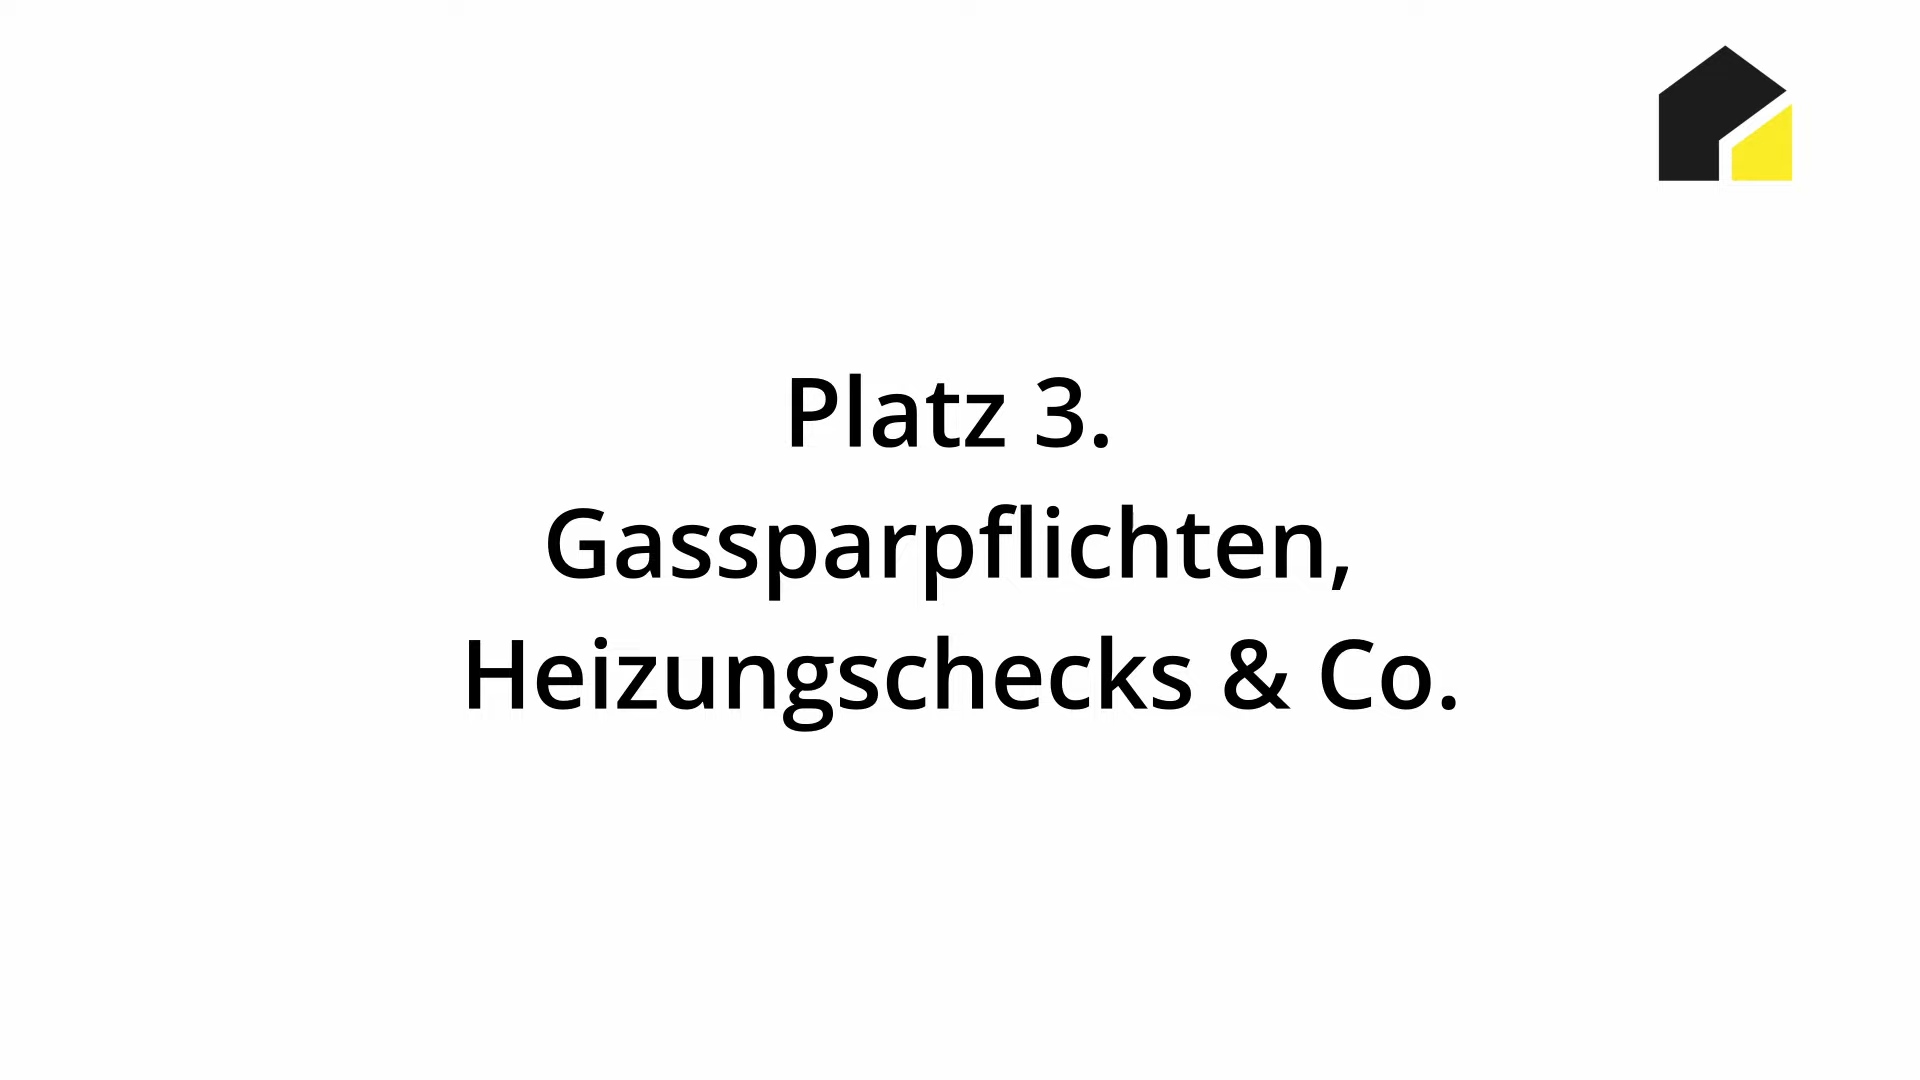 Platz 3.
Gassparpflichten,
Heizungschecks & Co.